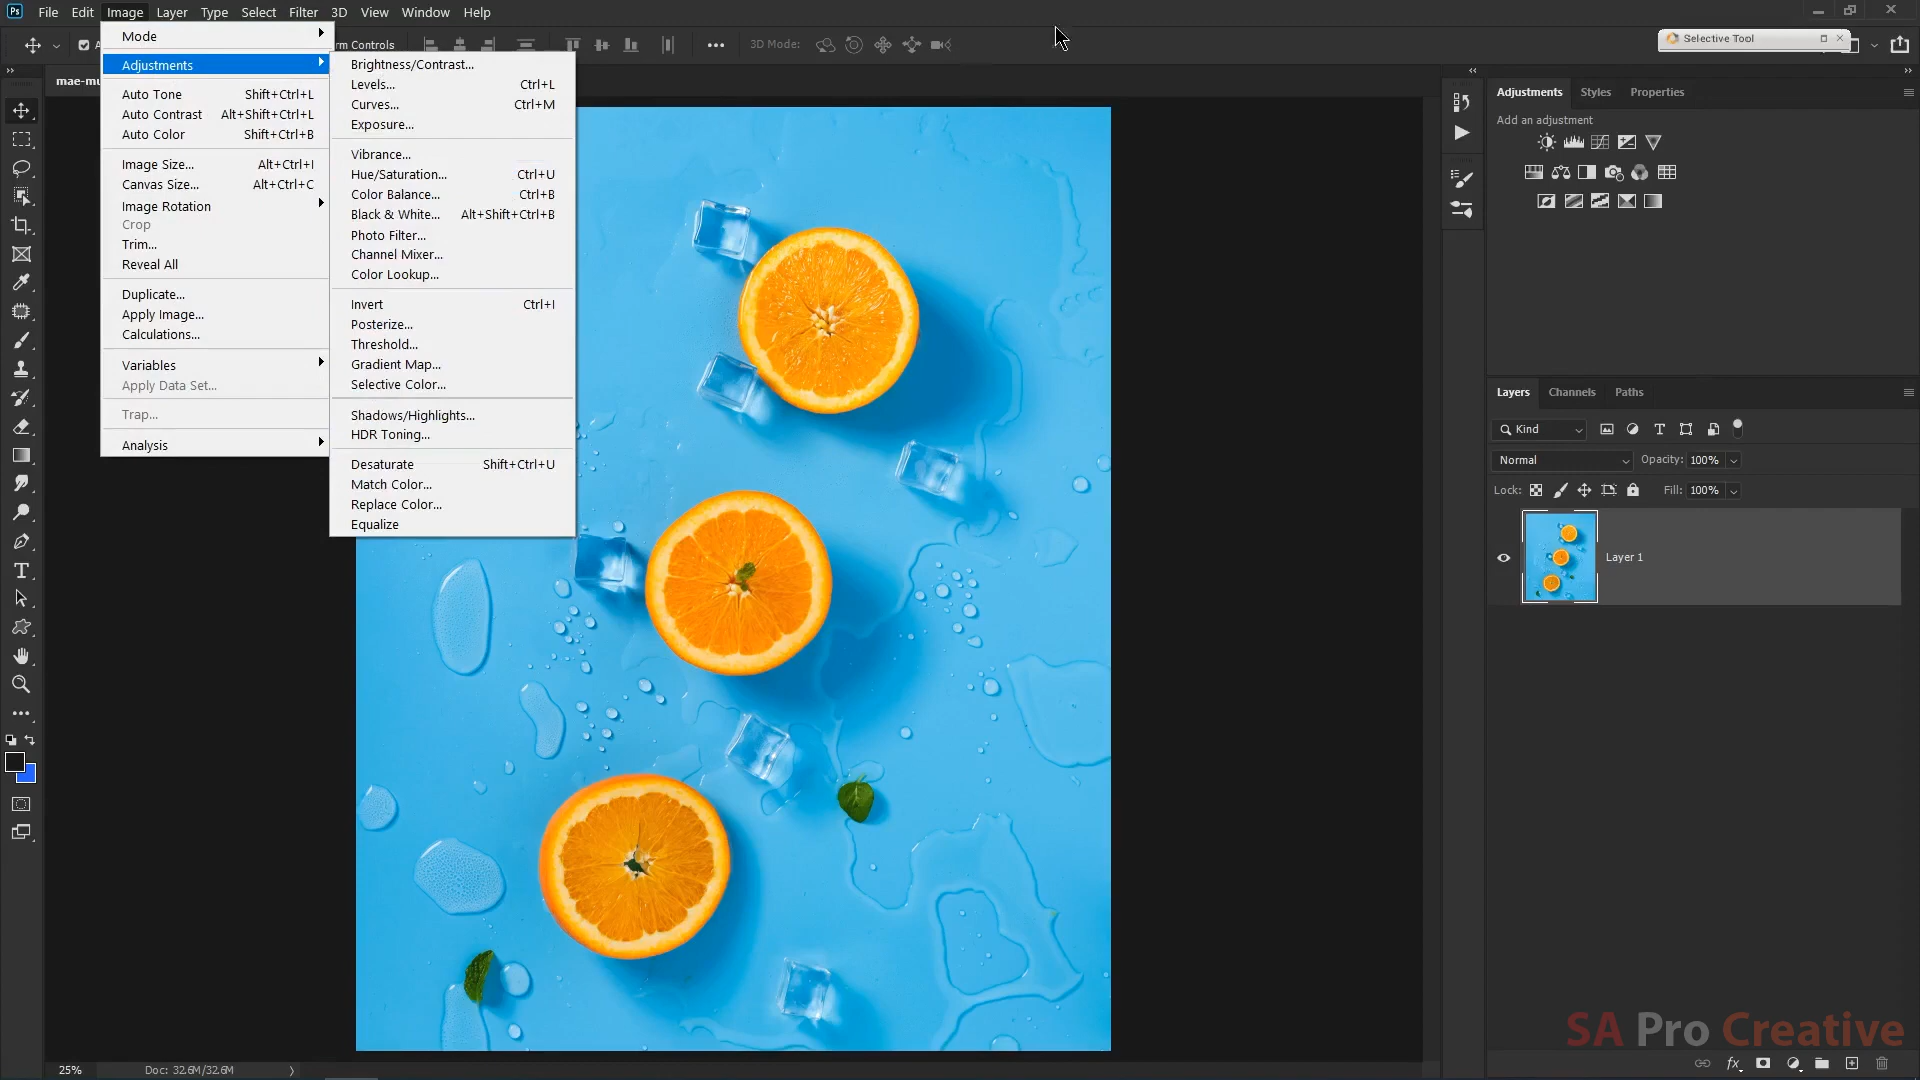 Ps File Edit Image Layer Type Select Filter 3D View Window Help
rm Controls 3D Mode:
Selective Tool
mae-mu
Mode
Adjustments
Auto Tone Shift+Ctrl+L
Auto Contrast Alt+Shift+Ctrl+L
Auto Color Shift+Ctrl+B
Image Size... Alt+Ctrl+I
Canvas Size... Alt+Ctrl+C
Image Rotation
Crop
Trim...
Reveal All
Duplicate...
Apply Image...
Calculations...
Variables
Apply Data Set...
Trap...
Analysis
Brightness/Contrast...
Levels... Ctrl+L
Curves... Ctrl+M
Exposure...
Vibrance...
Hue/Saturation... Ctrl+U
Color Balance... Ctrl+B
Black & White... Alt+Shift+Ctrl+B
Photo Filter...
Channel Mixer...
Color Lookup...
Invert Ctrl+I
Posterize...
Threshold...
Gradient Map...
Selective Color...
Shadows/Highlights...
HDR Toning...
Desaturate Shift+Ctrl+U
Match Color...
Replace Color...
Equalize
Adjustments Styles Properties
Add an adjustment
Layers Channels Paths
Kind
Normal Opacity: 100%
Lock: Fill: 100%
Layer 1
SA Pro Creative
fx
25% Doc: 32.6M/32.6M